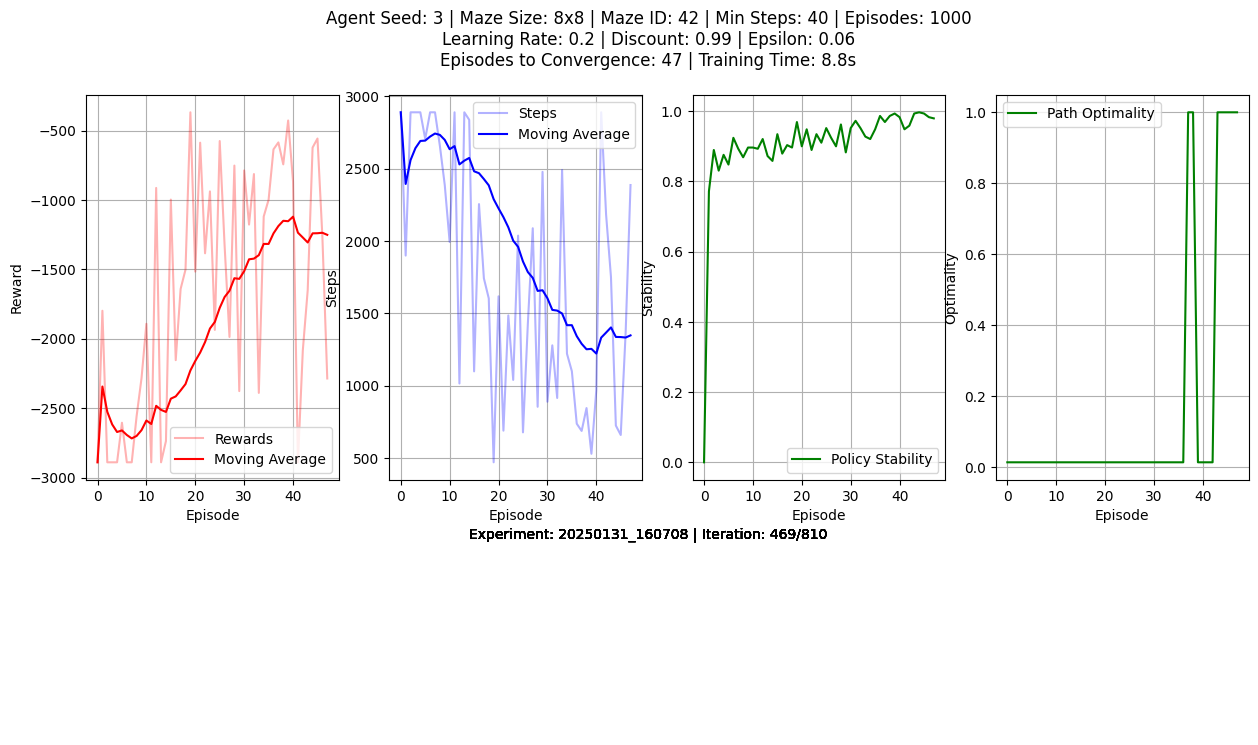 Agent Seed: 3 | Maze Size: 8x8 | Maze ID: 42 | Min Steps: 40 | Episodes: 1000
Learning Rate: 0.2 | Discount: 0.99 | Epsilon: 0.06
Episodes to Convergence: 47 | Training Time: 8.8s
Reward
−500
−1000
−1500
−2000
−2500
−3000
Rewards
Moving Average
0 10 20 30 40
Episode
Steps
3000
2500
2000
1500
1000
500
Steps
Moving Average
0 10 20 30 40
Episode
Stability
1.0
0.8
0.6
0.4
0.2
0.0
Policy Stability
0 10 20 30 40
Episode
Optimality
1.0
0.8
0.6
0.4
0.2
0.0
Path Optimality
0 10 20 30 40
Episode
Experiment: 20250131_160708 | Iteration: 469/810